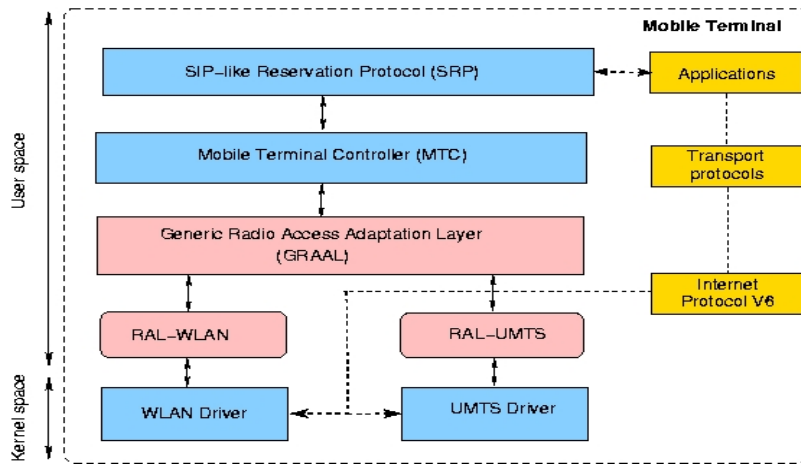 Mobile Terminal
SIP-like Reservation Protocol (SRP)
Applications
Mobile Terminal Controller (MTC)
Transport
protocols
User space
Generic Radio Access Adaptation Layer
(GRAAL)
Internet
Protocol V6
RAL-WLAN
RAL-UMTS
Kernel space
WLAN Driver
UMTS Driver